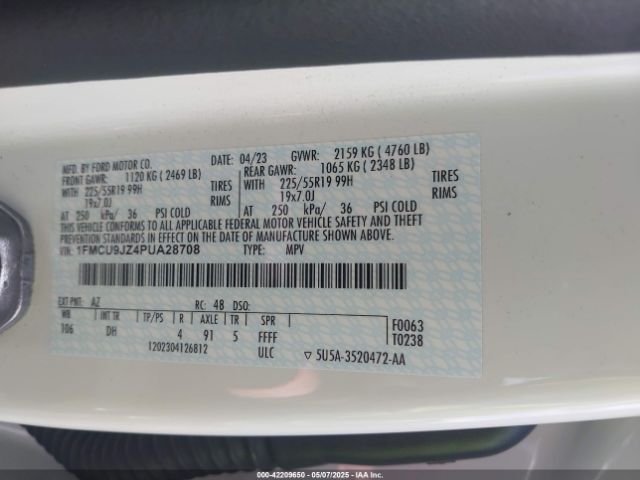 MFD. BY FORD MOTOR CO.
DATE: 04/23 GVWR: 2159 KG ( 4760 LB)
FRONT GAWR: 1120 KG ( 2469 LB) REAR GAWR: 1065 KG ( 2348 LB)
WITH 225/55R19 99H TIRES WITH 225/55R19 99H TIRES
19x7.0J RIMS 19x7.0J RIMS
AT 250 kPa/ 36 PSI COLD AT 250 kPa/ 36 PSI COLD
THIS VEHICLE CONFORMS TO ALL APPLICABLE FEDERAL MOTOR VEHICLE SAFETY
AND BUMPER STANDARDS IN EFFECT ON THE DATE OF MANUFACTURE SHOWN ABOVE.
VIN: 1FMCU9JZ4PUA28708 TYPE: MPV
EXT PNT: AZ RC: 48 DSO:
WB INT TR TP/PS R AXLE TR SPR
106 DH 4 91 5 FFFF
F0063
T0238
1202304126812 ULC 5U5A-3520472-AA
000-42209650 - 05/07/2025 - IAAI.COM